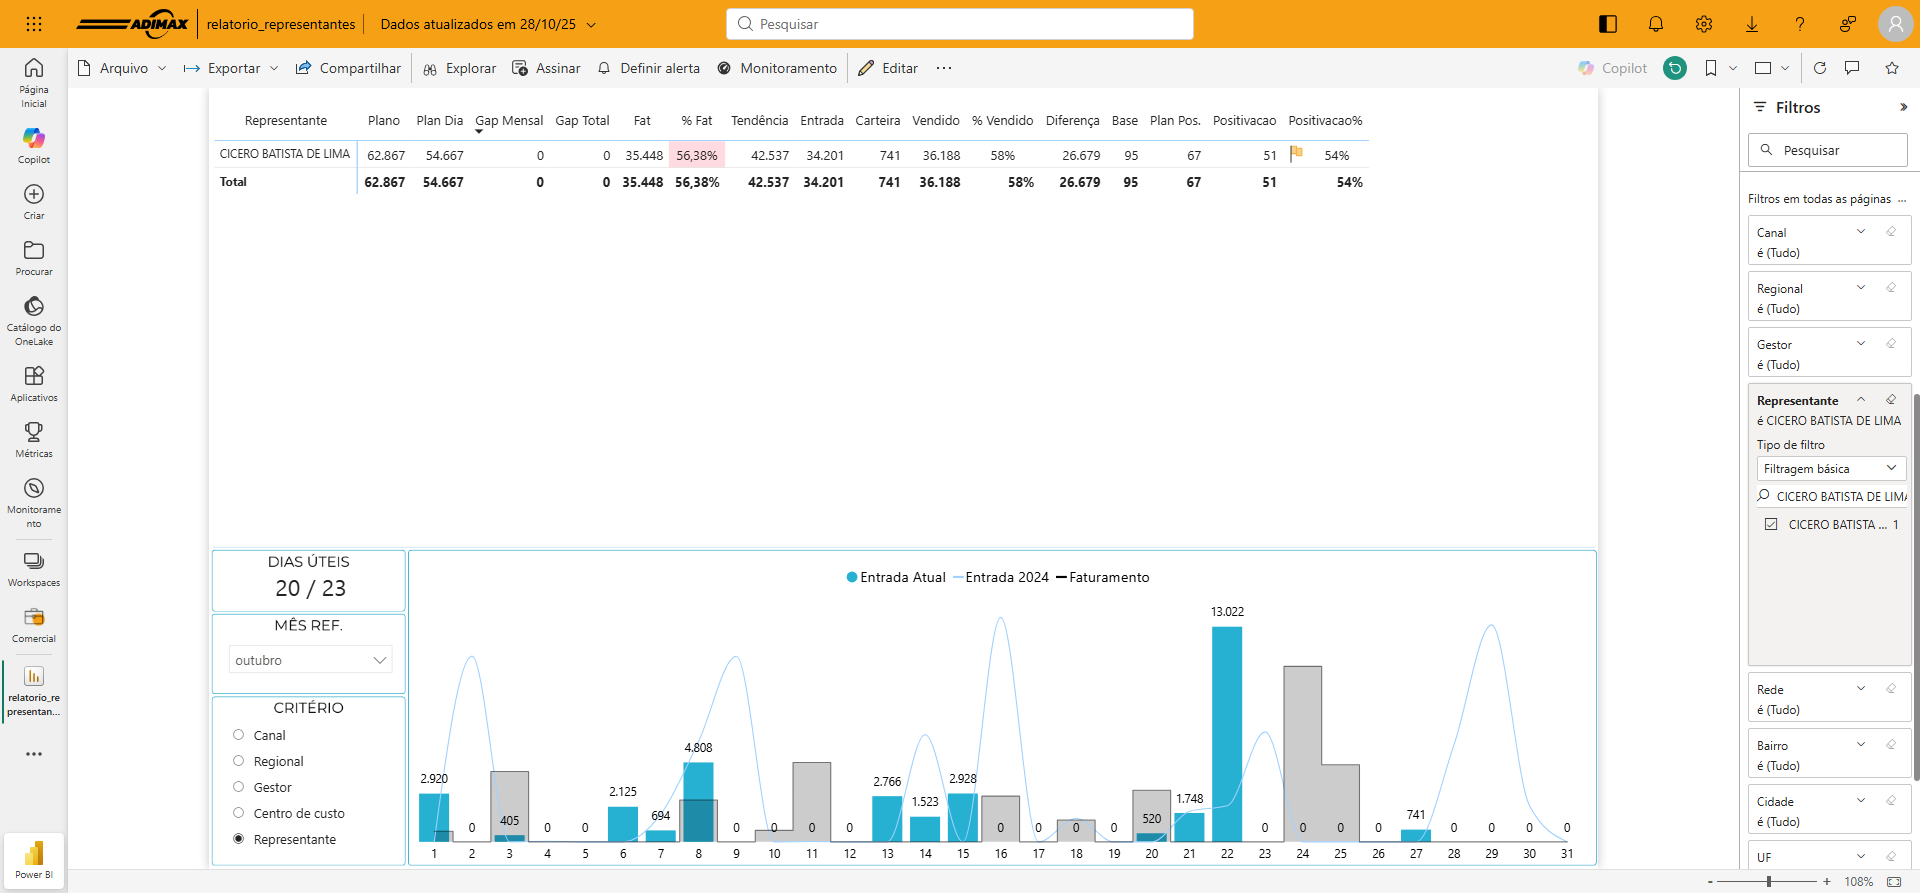 ADIMAX
relatorio_representantes
Dados atualizados em 28/10/25
Pesquisar
Arquivo
Exportar
Compartilhar
Explorar
Assinar
Definir alerta
Monitoramento
Editar
...
Copilot
Página
Inicial
Copilot
Criar
Procurar
Catálogo do
OneLake
Aplicativos
Métricas
Monitorame
nto
Workspaces
Comercial
relatorio_re
presentan...
Power BI
Representante Plano Plan Dia Gap Mensal Gap Total Fat % Fat Tendência Entrada Carteira Vendido % Vendido Diferença Base Plan Pos. Positivacao Positivacao%
CICERO BATISTA DE LIMA 62.867 54.667 0 0 35.448 56,38% 42.537 34.201 741 36.188 58% 26.679 95 67 51 54%
Total 62.867 54.667 0 0 35.448 56,38% 42.537 34.201 741 36.188 58% 26.679 95 67 51 54%
DIAS ÚTEIS
20 / 23
MÊS REF.
outubro
CRITÉRIO
Canal
Regional
Gestor
Centro de custo
Representante
Entrada Atual Entrada 2024 Faturamento
2.920 0 405 0 0 2.125 694 4.808 0 0 0 0 2.766 1.523 2.928 0 0 0 0 520 1.748 13.022 0 0 0 0 741 0 0 0 0
1 2 3 4 5 6 7 8 9 10 11 12 13 14 15 16 17 18 19 20 21 22 23 24 25 26 27 28 29 30 31
Filtros
Pesquisar
Filtros em todas as páginas ...
Canal
é (Tudo)
Regional
é (Tudo)
Gestor
é (Tudo)
Representante
é CICERO BATISTA DE LIMA
Tipo de filtro
Filtragem básica
CICERO BATISTA DE LIMA
CICERO BATISTA ... 1
Rede
é (Tudo)
Bairro
é (Tudo)
Cidade
é (Tudo)
UF
- + 108%